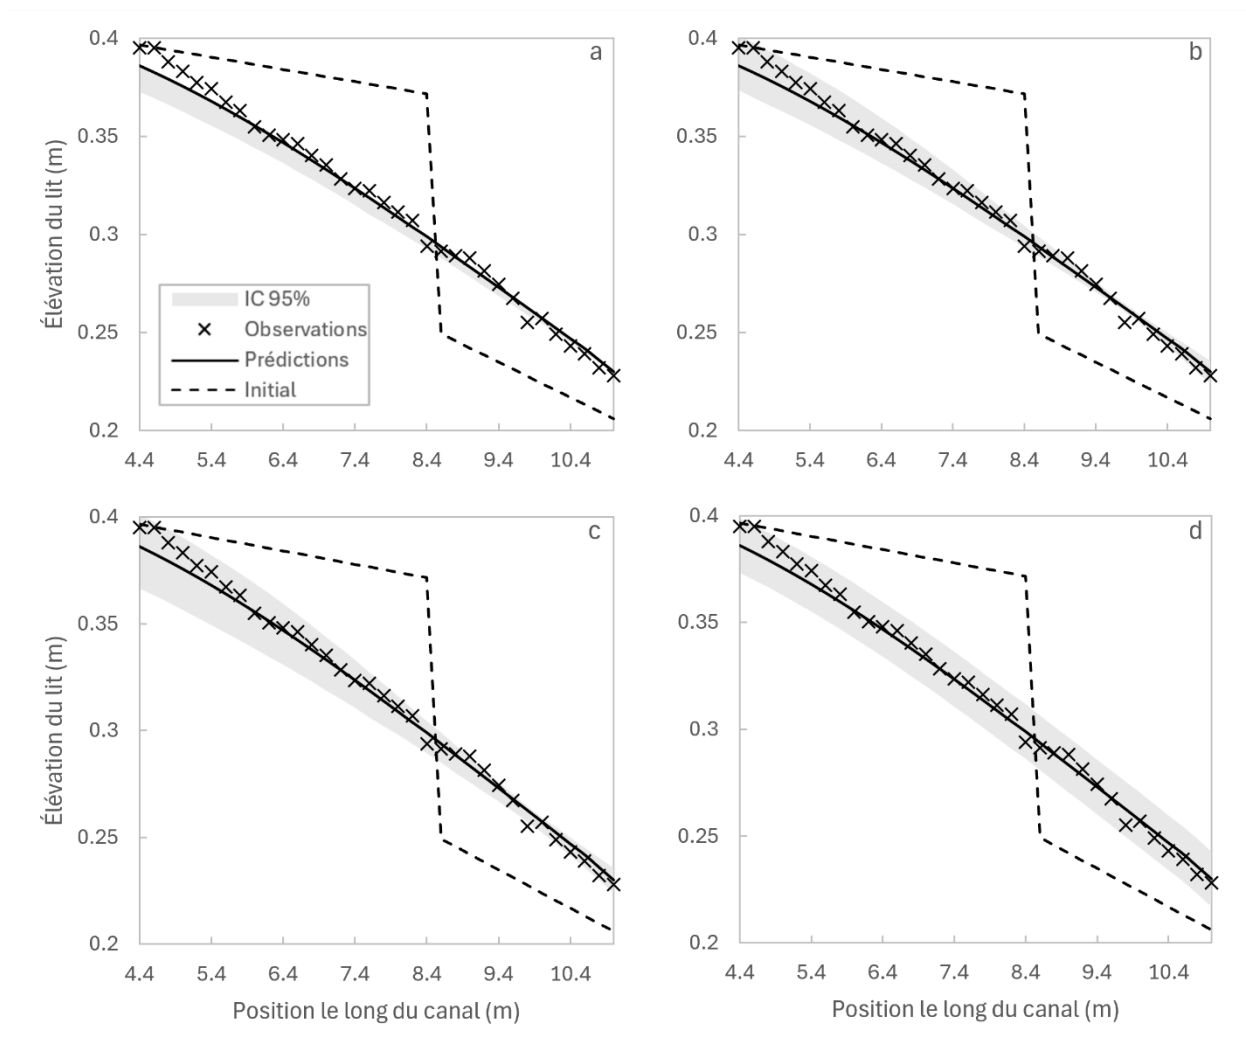 0.4
a
0.35
0.3
0.25
0.2
Élévation du lit (m)
IC 95%
Observations
Prédictions
Initial
4.4 5.4 6.4 7.4 8.4 9.4 10.4
0.4
b
0.35
0.3
0.25
0.2
4.4 5.4 6.4 7.4 8.4 9.4 10.4
0.4
c
0.35
0.3
0.25
0.2
Élévation du lit (m)
4.4 5.4 6.4 7.4 8.4 9.4 10.4
Position le long du canal (m)
0.4
d
0.35
0.3
0.25
0.2
4.4 5.4 6.4 7.4 8.4 9.4 10.4
Position le long du canal (m)